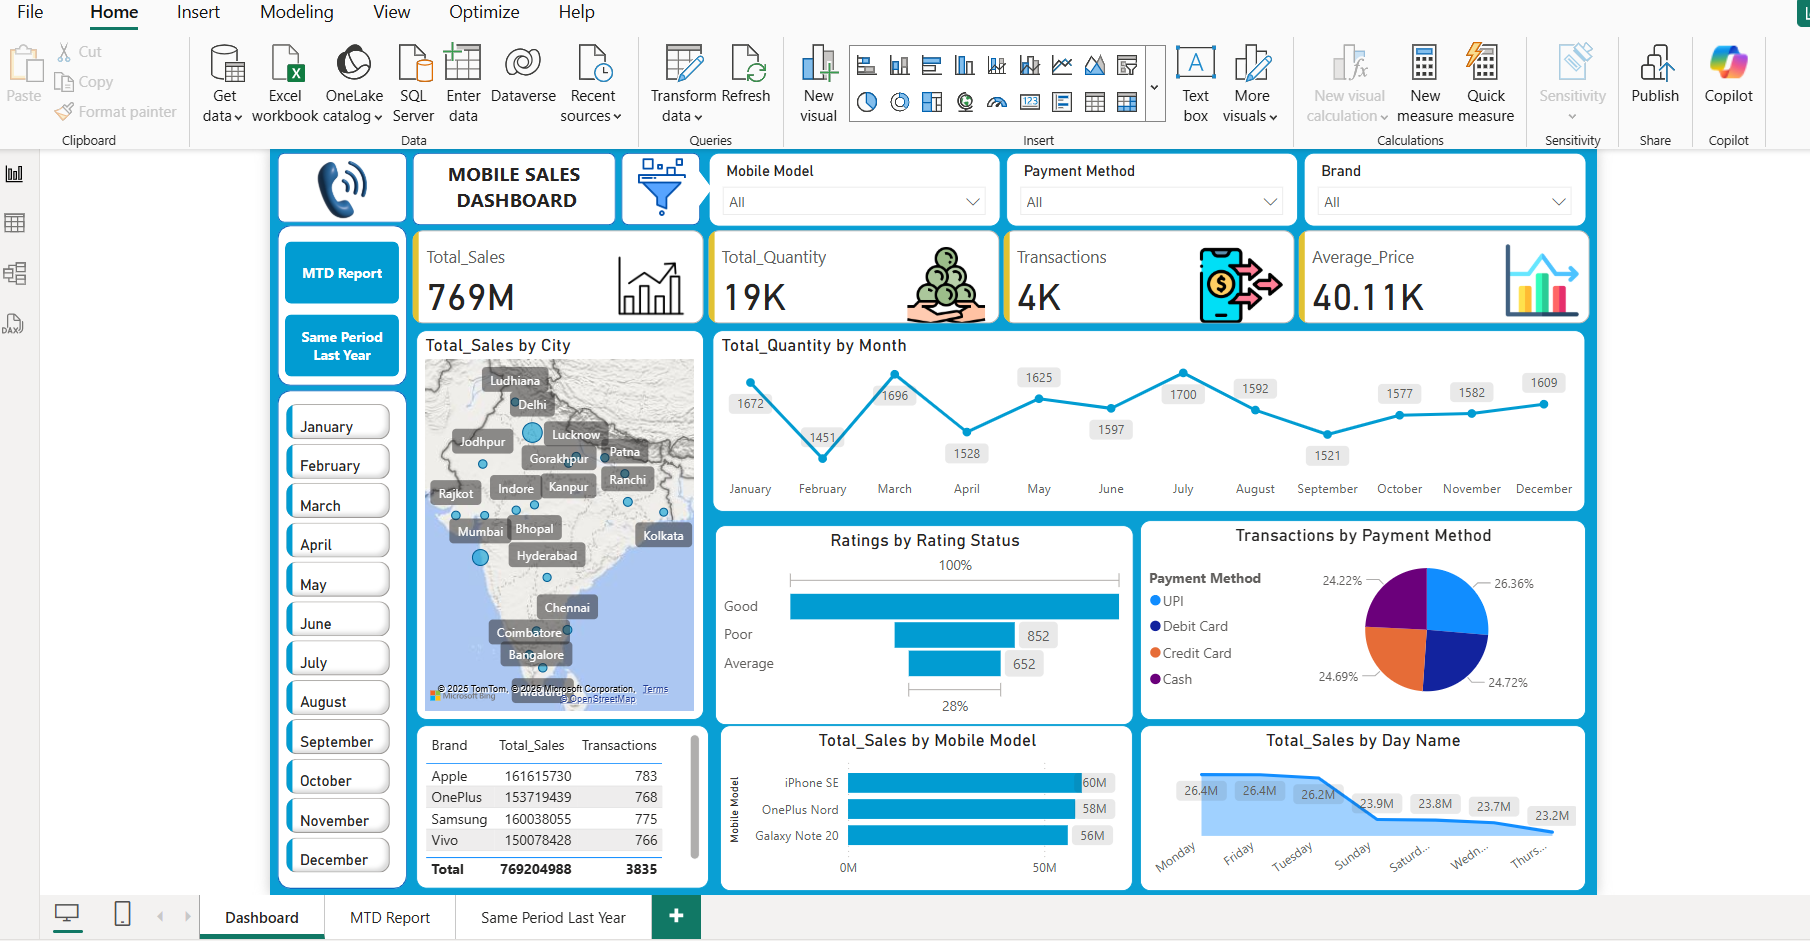 File Home Insert Modeling View Optimize Help
Paste
Cut
Copy
Format painter
Clipboard
Get data
Excel workbook
OneLake catalog
SQL Server
Enter data
Dataverse
Recent sources
Data
Transform data
Refresh
Queries
New visual
Text box
More visuals
Insert
New visual calculation
New measure
Quick measure
Calculations
Sensitivity
Sensitivity
Publish
Share
Copilot
Copilot
MOBILE SALES
DASHBOARD
Mobile Model
All
Payment Method
All
Brand
All
MTD Report
Same Period
Last Year
Total_Sales
769M
Total_Quantity
19K
Transactions
4K
Average_Price
40.11K
January
February
March
April
May
June
July
August
September
October
November
December
Total_Sales by City
Ludhiana
Delhi
Jodhpur
Lucknow
Gorakhpur
Patna
Rajkot
Indore
Kanpur
Ranchi
Mumbai
Bhopal
Kolkata
Hyderabad
Chennai
Coimbatore
Bangalore
© 2025 TomTom, © 2025 Microsoft Corporation, Terms
Microsoft Bing
© OpenStreetMap
Total_Quantity by Month
1672
1451
1696
1528
1625
1597
1700
1592
1521
1577
1582
1609
January February March April May June July August September October November December
Ratings by Rating Status
100%
Good
Poor 852
Average 652
28%
Transactions by Payment Method
Payment Method
UPI
Debit Card
Credit Card
Cash
24.22%
26.36%
24.69%
24.72%
Brand Total_Sales Transactions
Apple 161615730 783
OnePlus 153719439 768
Samsung 160038055 775
Vivo 150078428 766
Total 769204988 3835
Total_Sales by Mobile Model
Mobile Model
iPhone SE 60M
OnePlus Nord 58M
Galaxy Note 20 56M
0M 50M
Total_Sales by Day Name
26.4M 26.4M 26.2M 23.9M 23.8M 23.7M 23.2M
Monday Friday Tuesday Sunday Saturd... Wedn... Thurs...
Dashboard MTD Report Same Period Last Year